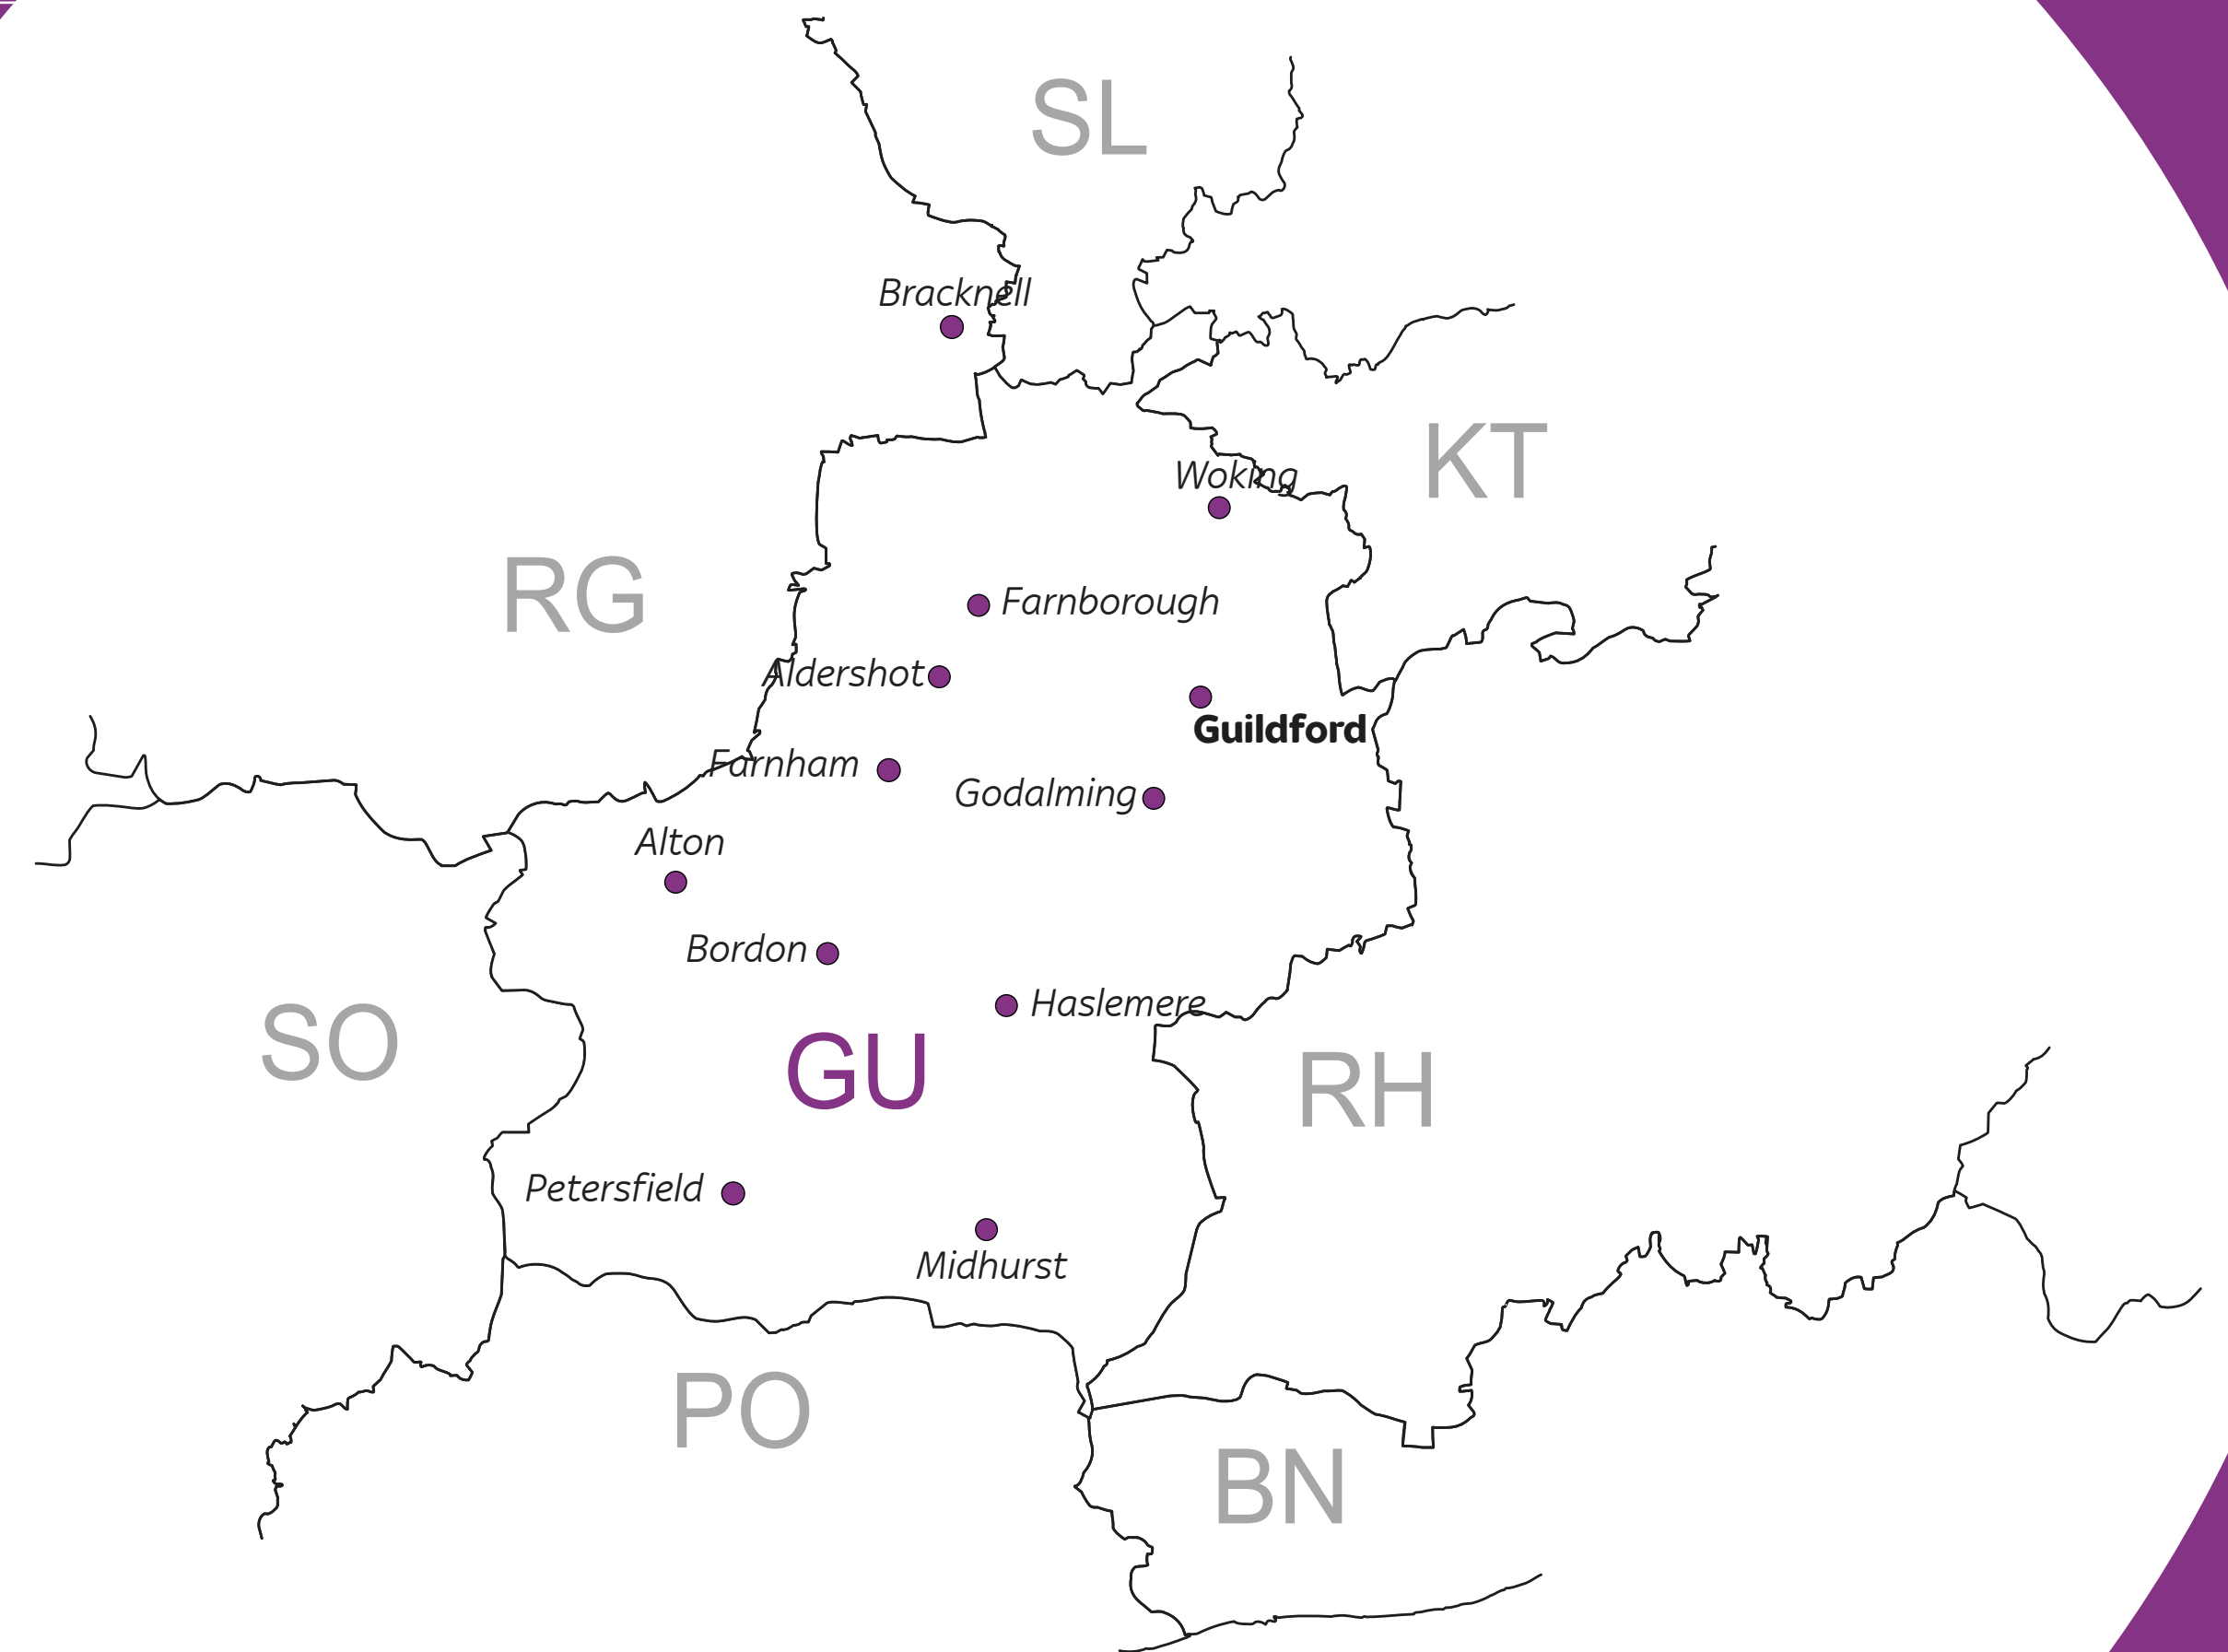 SL
Bracknell
KT
Woking
RG
Farnborough
Aldershot
Guildford
Farnham
Godalming
Alton
Bordon
Haslemere
SO
GU
RH
Petersfield
Midhurst
PO
BN